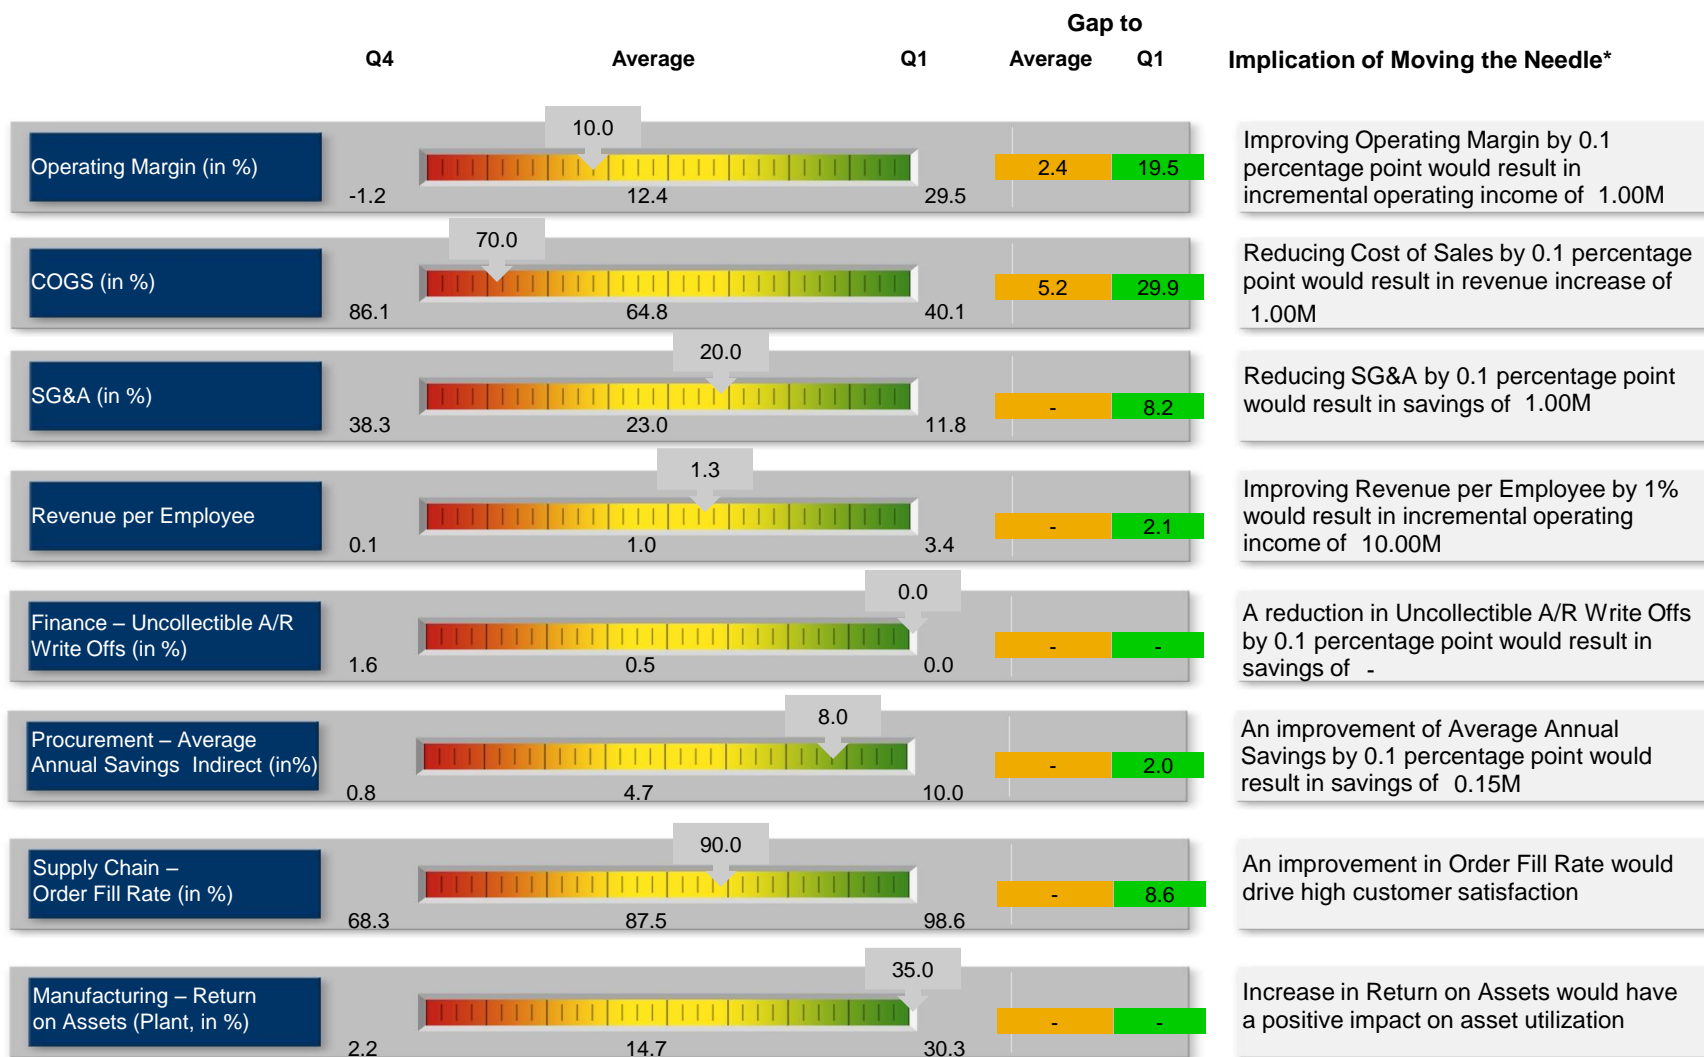 Gap to
Q4 Average Q1 Average Q1 Implication of Moving the Needle*
10.0
Operating Margin (in %)
-1.2 12.4 29.5
2.4 19.5
Improving Operating Margin by 0.1
percentage point would result in
incremental operating income of 1.00M
70.0
COGS (in %)
86.1 64.8 40.1
5.2 29.9
Reducing Cost of Sales by 0.1 percentage
point would result in revenue increase of
1.00M
20.0
SG&A (in %)
38.3 23.0 11.8
- 8.2
Reducing SG&A by 0.1 percentage point
would result in savings of 1.00M
1.3
Revenue per Employee
0.1 1.0 3.4
- 2.1
Improving Revenue per Employee by 1%
would result in incremental operating
income of 10.00M
0.0
Finance – Uncollectible A/R
Write Offs (in %)
1.6 0.5 0.0
- -
A reduction in Uncollectible A/R Write Offs
by 0.1 percentage point would result in
savings of -
8.0
Procurement – Average
Annual Savings Indirect (in%)
0.8 4.7 10.0
- 2.0
An improvement of Average Annual
Savings by 0.1 percentage point would
result in savings of 0.15M
90.0
Supply Chain –
Order Fill Rate (in %)
68.3 87.5 98.6
- 8.6
An improvement in Order Fill Rate would
drive high customer satisfaction
35.0
Manufacturing – Return
on Assets (Plant, in %)
2.2 14.7 30.3
- -
Increase in Return on Assets would have
a positive impact on asset utilization